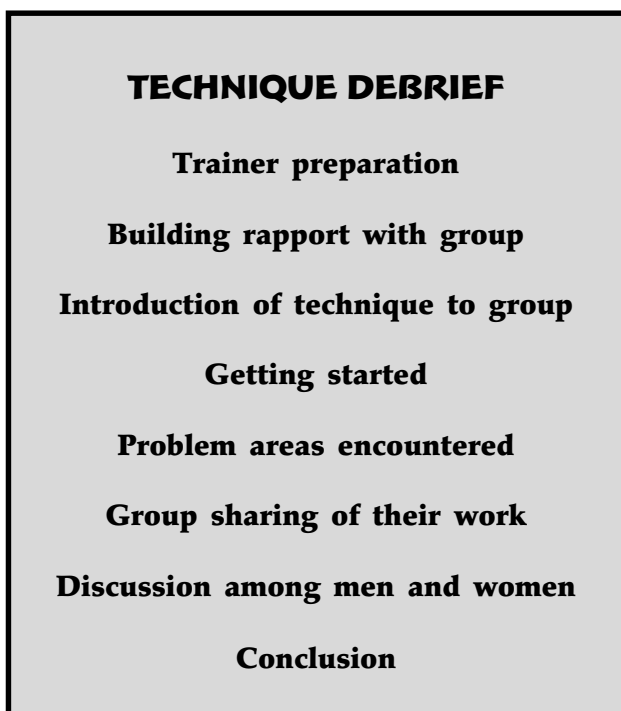 TECHNIQUE DEBRIEF
Trainer preparation
Building rapport with group
Introduction of technique to group
Getting started
Problem areas encountered
Group sharing of their work
Discussion among men and women
Conclusion